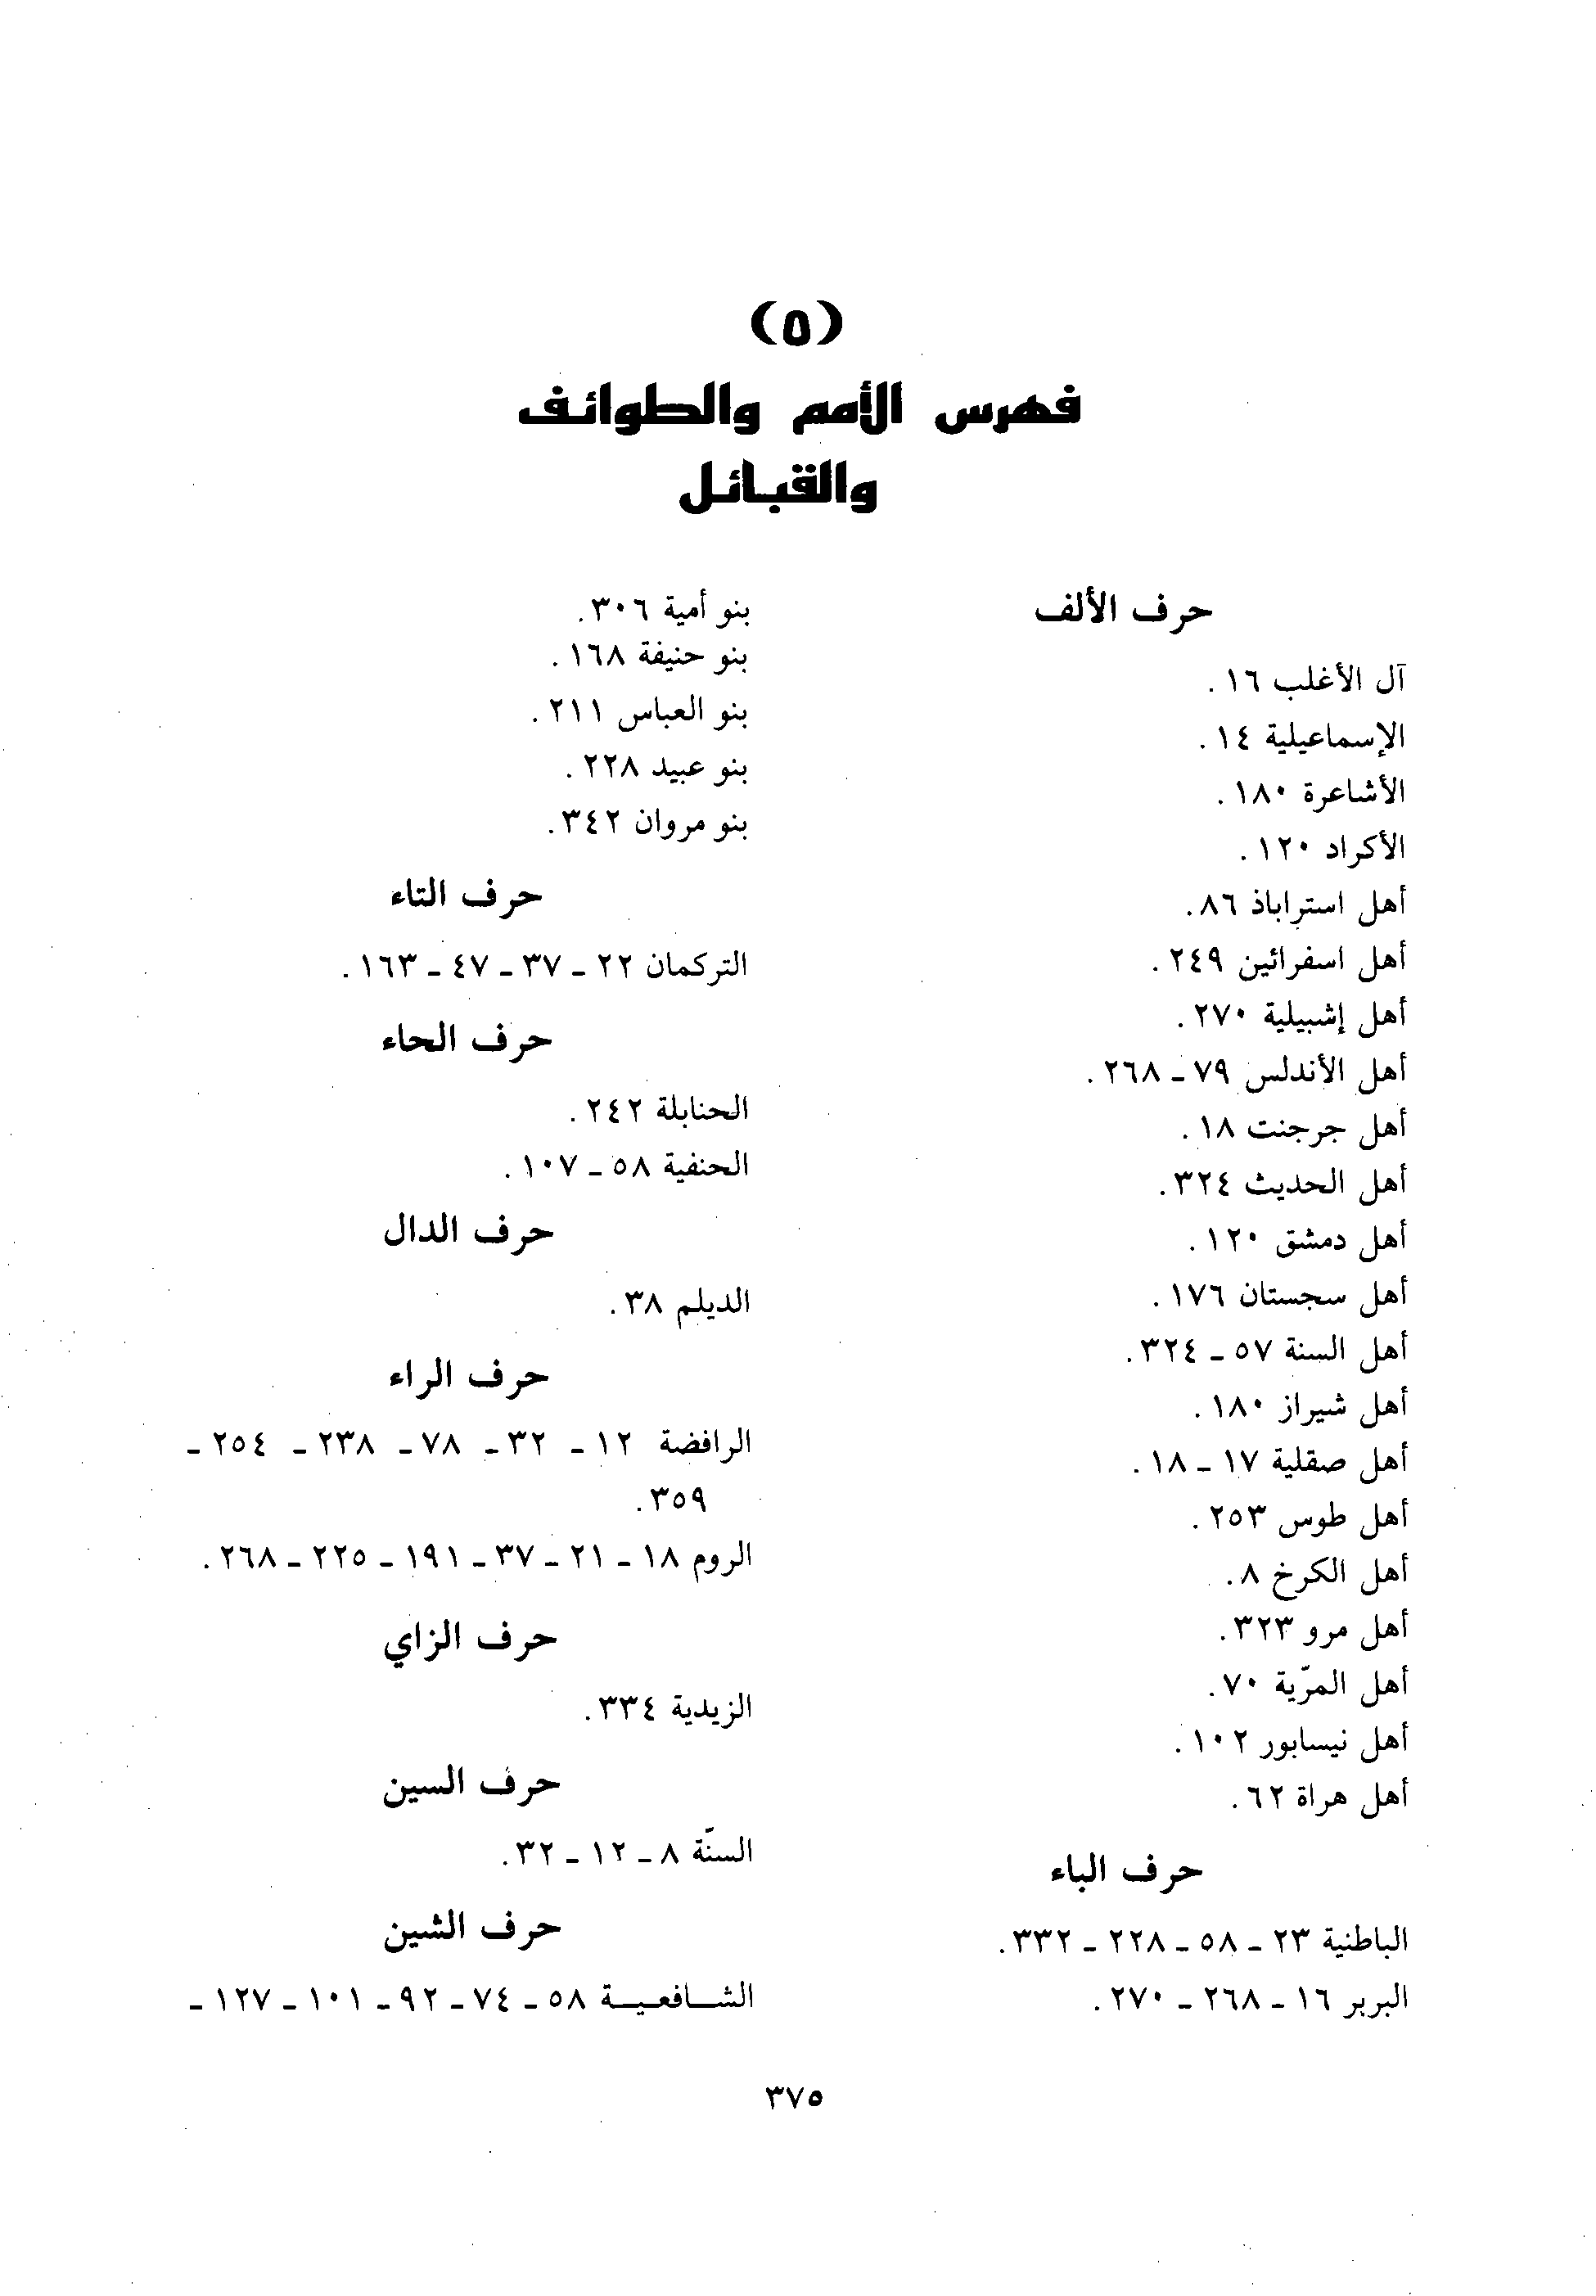 (٥)
فهرس الأمم والطوائف
والقبائل
حرف الألف
آل الأغلب ١٦.
الإسماعيلية ١٤.
الأشاعرة ١٨٠.
الأكراد ١٢٠.
أهل استراباذ ٨٦.
أهل اسفرائين ٢٤٩.
أهل إشبيلية ٢٧٠.
أهل الأندلس ٧٩ ـ ٢٦٨.
أهل جرجنت ١٨.
أهل الحديث ٣٢٤.
أهل دمشق ١٢٠.
أهل سجستان ١٧٦.
أهل السنة ٥٧ ـ ٣٢٤.
أهل شيراز ١٨٠.
أهل صقلية ١٧ ـ ١٨.
أهل طوس ٢٥٣.
أهل الكرخ ٨.
أهل مرو ٣٢٣.
أهل المرّية ٧٠.
أهل نيسابور ١٠٢.
أهل هراة ٦٢.
حرف الباء
الباطنية ٢٣ ـ ٥٨ ـ ٢٢٨ ـ ٣٣٢.
البربر ١٦ ـ ٢٦٨ ـ ٢٧٠.
بنو أمية ٣٠٦.
بنو حنيفة ١٦٨.
بنو العباس ٢١١.
بنو عبيد ٢٢٨.
بنو مروان ٣٤٢.
حرف التاء
التركمان ٢٢ ـ ٣٧ ـ ٤٧ ـ ١٦٣.
حرف الحاء
الحنابلة ٢٤٢.
الحنفية ٥٨ ـ ١٠٧.
حرف الدال
الديلم ٣٨.
حرف الراء
الرافضة ١٢ ـ ٣٢ ـ ٧٨ ـ ٢٣٨ ـ ٢٥٤ ـ
٣٥٩.
الروم ١٨ ـ ٢١ ـ ٣٧ ـ ١٩١ ـ ٢٢٥ ـ ٢٦٨.
حرف الزاي
الزيدية ٣٣٤.
حرف السين
السنّة ٨ ـ ١٢ ـ ٣٢.
حرف الشين
الشافعية ٥٨ ـ ٧٤ ـ ٩٢ ـ ١٠١ ـ ١٢٧ ـ
٣٧٥